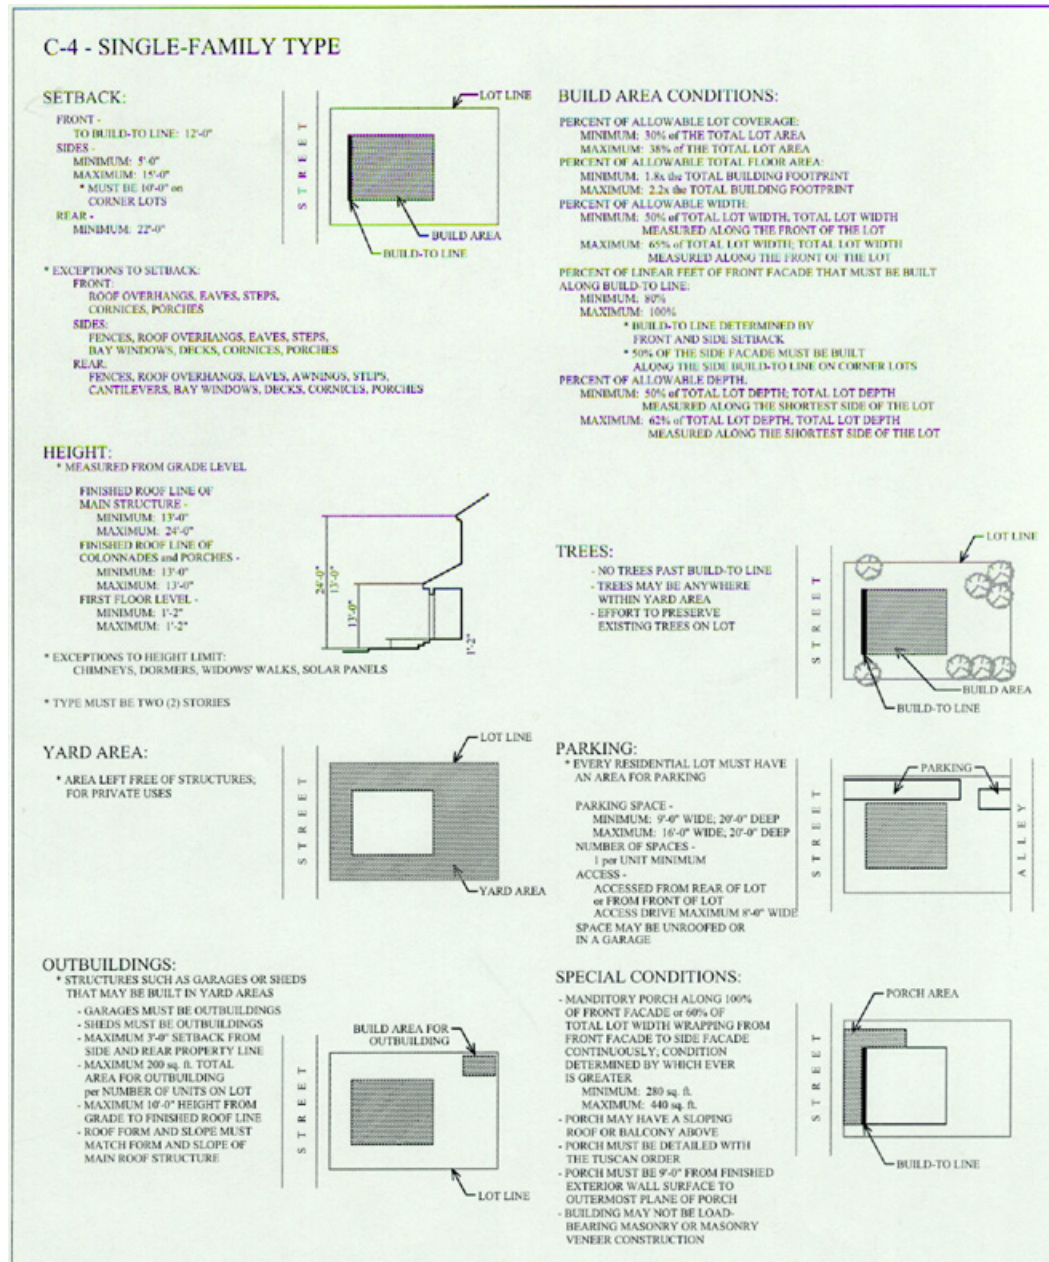 C-4 - SINGLE-FAMILY TYPE
SETBACK:
FRONT -
TO BUILD-TO LINE: 12'-0"
SIDES -
MINIMUM: 5'-0"
MAXIMUM: 15'-0"
* MUST BE 10'-0" on
CORNER LOTS
REAR -
MINIMUM: 22'-0"
STREET
LOT LINE
BUILD AREA
BUILD-TO LINE
* EXCEPTIONS TO SETBACK:
FRONT:
ROOF OVERHANGS, EAVES, STEPS,
CORNICES, PORCHES
SIDES:
FENCES, ROOF OVERHANGS, EAVES, STEPS,
BAY WINDOWS, DECKS, CORNICES, PORCHES
REAR:
FENCES, ROOF OVERHANGS, EAVES, AWNINGS, STEPS,
CANTILEVERS, BAY WINDOWS, DECKS, CORNICES, PORCHES
BUILD AREA CONDITIONS:
PERCENT OF ALLOWABLE LOT COVERAGE:
MINIMUM: 30% of THE TOTAL LOT AREA
MAXIMUM: 38% of THE TOTAL LOT AREA
PERCENT OF ALLOWABLE TOTAL FLOOR AREA:
MINIMUM: 1.8x the TOTAL BUILDING FOOTPRINT
MAXIMUM: 2.2x the TOTAL BUILDING FOOTPRINT
PERCENT OF ALLOWABLE WIDTH:
MINIMUM: 50% of TOTAL LOT WIDTH, TOTAL LOT WIDTH
MEASURED ALONG THE FRONT OF THE LOT
MAXIMUM: 65% of TOTAL LOT WIDTH; TOTAL LOT WIDTH
MEASURED ALONG THE FRONT OF THE LOT
PERCENT OF LINEAR FEET OF FRONT FACADE THAT MUST BE BUILT
ALONG BUILD-TO LINE:
MINIMUM: 80%
MAXIMUM: 100%
* BUILD-TO LINE DETERMINED BY
FRONT AND SIDE SETBACK
* 50% OF THE SIDE FACADE MUST BE BUILT
ALONG THE SIDE BUILD-TO LINE ON CORNER LOTS
PERCENT OF ALLOWABLE DEPTH:
MINIMUM: 50% of TOTAL LOT DEPTH; TOTAL LOT DEPTH
MEASURED ALONG THE SHORTEST SIDE OF THE LOT
MAXIMUM: 62% of TOTAL LOT DEPTH, TOTAL LOT DEPTH
MEASURED ALONG THE SHORTEST SIDE OF THE LOT
HEIGHT:
* MEASURED FROM GRADE LEVEL
FINISHED ROOF LINE OF
MAIN STRUCTURE -
MINIMUM: 13'-0"
MAXIMUM: 24'-0"
FINISHED ROOF LINE OF
COLONNADES and PORCHES -
MINIMUM: 13'-0"
MAXIMUM: 13'-0"
FIRST FLOOR LEVEL -
MINIMUM: 1'-2"
MAXIMUM: 1'-2"
* EXCEPTIONS TO HEIGHT LIMIT:
CHIMNEYS, DORMERS, WIDOWS' WALKS, SOLAR PANELS
* TYPE MUST BE TWO (2) STORIES
24'-0"
13'-0"
13'-0"
1'-2"
TREES:
- NO TREES PAST BUILD-TO LINE
- TREES MAY BE ANYWHERE
WITHIN YARD AREA
- EFFORT TO PRESERVE
EXISTING TREES ON LOT
STREET
LOT LINE
BUILD AREA
BUILD-TO LINE
YARD AREA:
* AREA LEFT FREE OF STRUCTURES;
FOR PRIVATE USES
STREET
LOT LINE
YARD AREA
PARKING:
* EVERY RESIDENTIAL LOT MUST HAVE
AN AREA FOR PARKING
PARKING SPACE -
MINIMUM: 9'-0" WIDE; 20'-0" DEEP
MAXIMUM: 16'-0" WIDE; 20'-0" DEEP
NUMBER OF SPACES -
1 per UNIT MINIMUM
ACCESS -
ACCESSED FROM REAR OF LOT
or FROM FRONT OF LOT
ACCESS DRIVE MAXIMUM 8'-0" WIDE
SPACE MAY BE UNROOFED OR
IN A GARAGE
STREET
PARKING
ALLEY
OUTBUILDINGS:
* STRUCTURES SUCH AS GARAGES OR SHEDS
THAT MAY BE BUILT IN YARD AREAS
- GARAGES MUST BE OUTBUILDINGS
- SHEDS MUST BE OUTBUILDINGS
- MAXIMUM 3'-0" SETBACK FROM
SIDE AND REAR PROPERTY LINE
- MAXIMUM 200 sq. ft. TOTAL
AREA FOR OUTBUILDING
per NUMBER OF UNITS ON LOT
- MAXIMUM 10'-0" HEIGHT FROM
GRADE TO FINISHED ROOF LINE
- ROOF FORM AND SLOPE MUST
MATCH FORM AND SLOPE OF
MAIN ROOF STRUCTURE
STREET
BUILD AREA FOR
OUTBUILDING
LOT LINE
SPECIAL CONDITIONS:
- MANDITORY PORCH ALONG 100%
OF FRONT FACADE or 60% OF
TOTAL LOT WIDTH WRAPPING FROM
FRONT FACADE TO SIDE FACADE
CONTINUOUSLY; CONDITION
DETERMINED BY WHICH EVER
IS GREATER
MINIMUM: 280 sq. ft.
MAXIMUM: 440 sq. ft.
- PORCH MAY HAVE A SLOPING
ROOF OR BALCONY ABOVE
- PORCH MUST BE DETAILED WITH
THE TUSCAN ORDER
- PORCH MUST BE 9'-0" FROM FINISHED
EXTERIOR WALL SURFACE TO
OUTERMOST PLANE OF PORCH
- BUILDING MAY NOT BE LOAD-
BEARING MASONRY OR MASONRY
VENEER CONSTRUCTION
STREET
PORCH AREA
BUILD-TO LINE